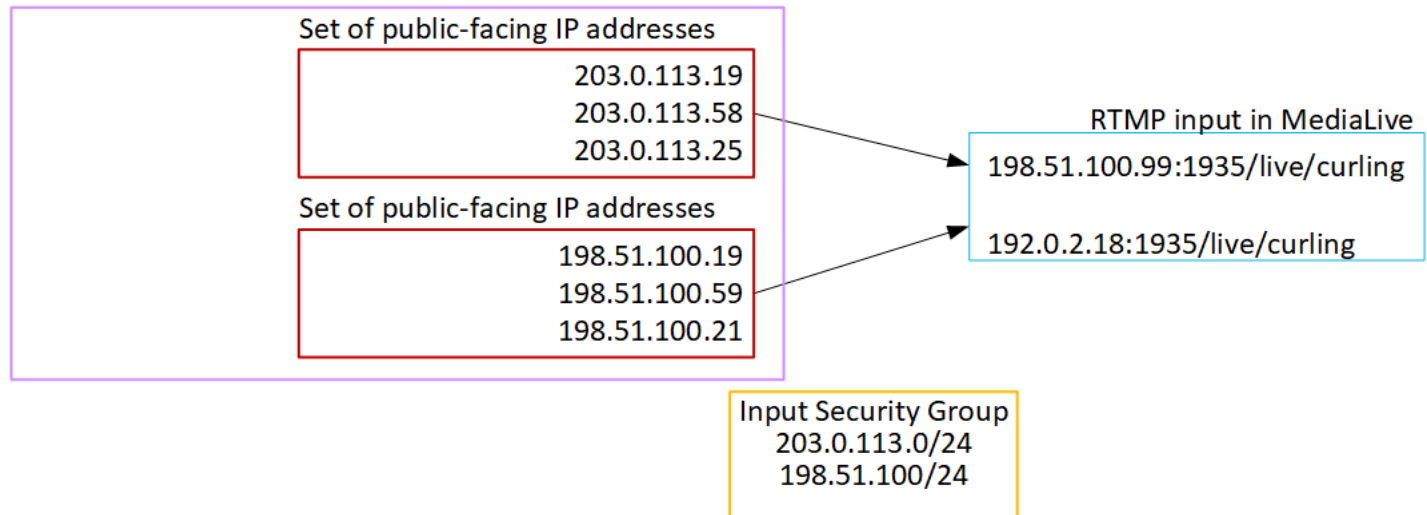 Set of public-facing IP addresses
203.0.113.19
203.0.113.58
203.0.113.25
RTMP input in MediaLive
198.51.100.99:1935/live/curling
192.0.2.18:1935/live/curling
Set of public-facing IP addresses
198.51.100.19
198.51.100.59
198.51.100.21
Input Security Group
203.0.113.0/24
198.51.100/24